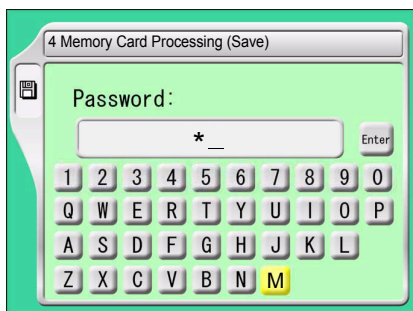 4 Memory Card Processing (Save)
Password:
*_
Enter
1 2 3 4 5 6 7 8 9 0
Q W E R T Y U I O P
A S D F G H J K L
Z X C V B N M